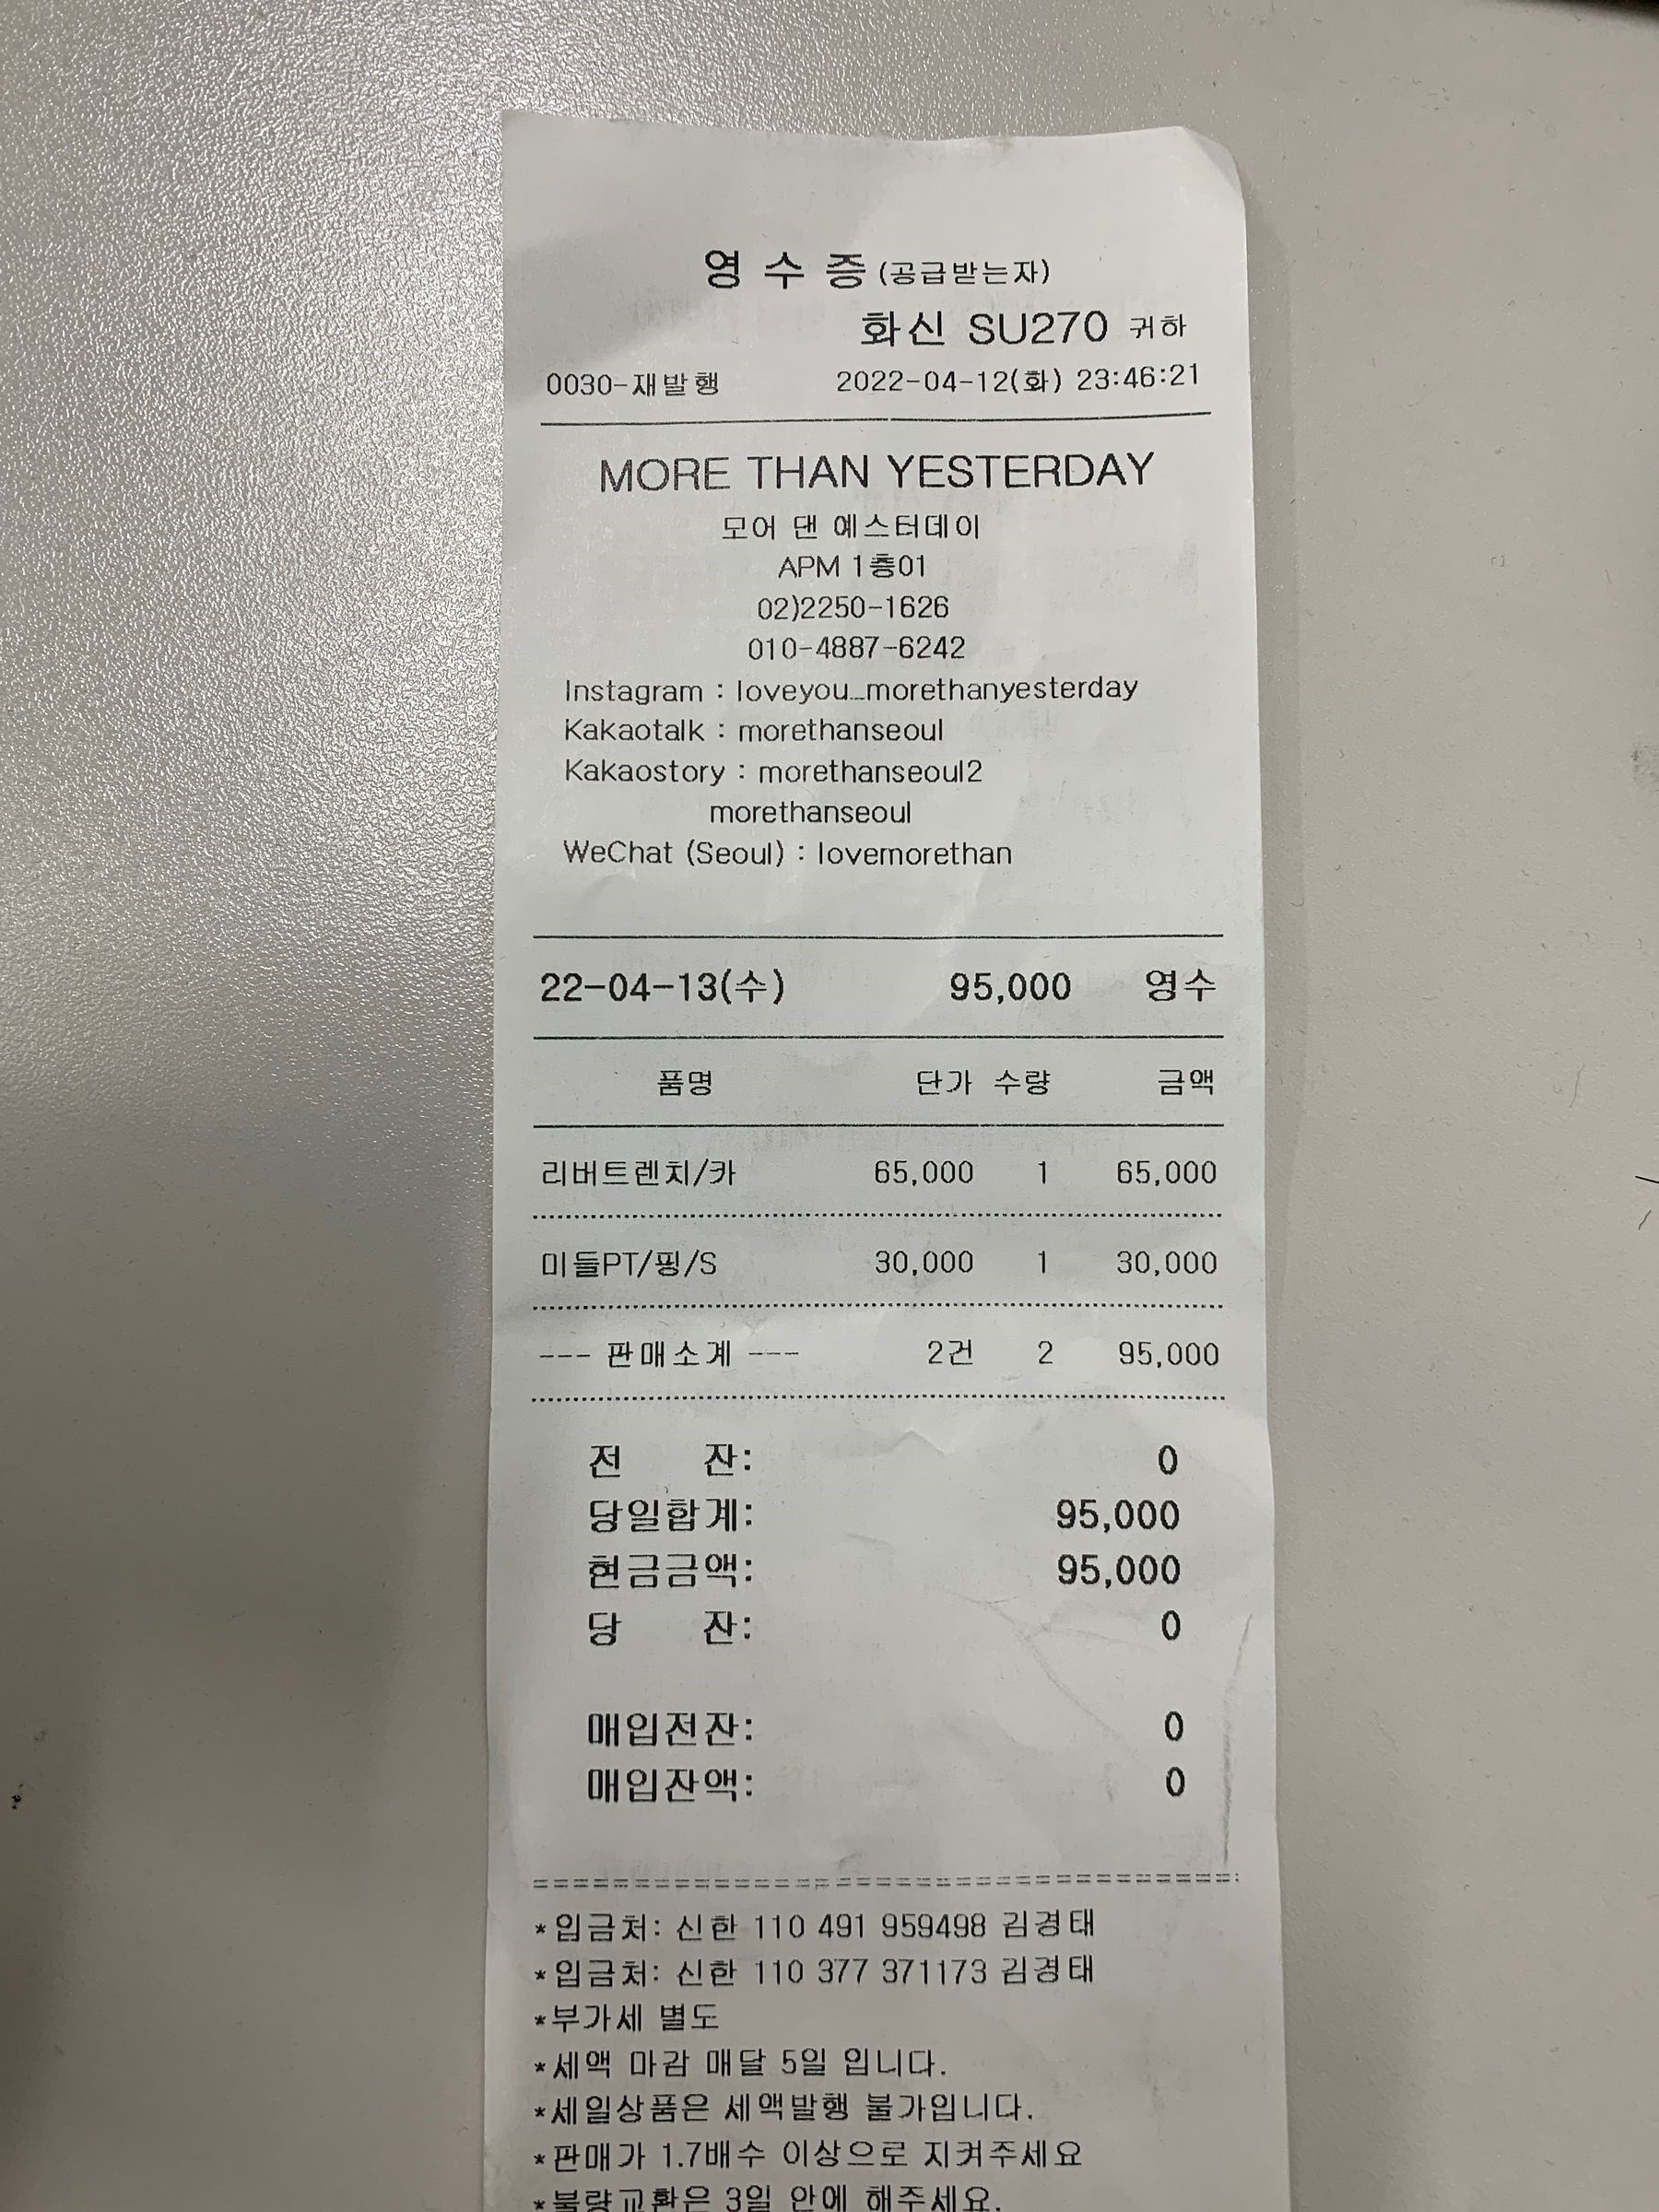 영 수 증 (공급받는자)
화신 SU270 귀하
0030-재발행 2022-04-12(화) 23:46:21
MORE THAN YESTERDAY
모어 댄 예스터데이
APM 1층01
02)2250-1626
010-4887-6242
Instagram : loveyou_morethanyesterday
Kakaotalk : morethanseoul
Kakaostory : morethanseoul2
morethanseoul
WeChat (Seoul) : lovemorethan
22-04-13(수) 95,000 영수
품명 단가 수량 금액
리버트렌치/카 65,000 1 65,000
미들PT/핑/S 30,000 1 30,000
--- 판매소계 --- 2건 2 95,000
전 잔: 0
당일합계: 95,000
현금금액: 95,000
당 잔: 0
매입전잔: 0
매입잔액: 0
*입금처: 신한 110 491 959498 김경태
*입금처: 신한 110 377 371173 김경태
*부가세 별도
*세액 마감 매달 5일 입니다.
*세일상품은 세액발행 불가입니다.
*판매가 1.7배수 이상으로 지켜주세요
*불량교환은 3일 안에 해주세요.